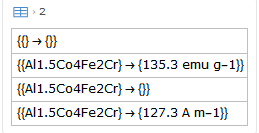 › 2
{{} → {}}
{{Al1.5Co4Fe2Cr} → {135.3 emu g−1}}
{{Al1.5Co4Fe2Cr} → {}}
{{Al1.5Co4Fe2Cr} → {127.3 A m−1}}